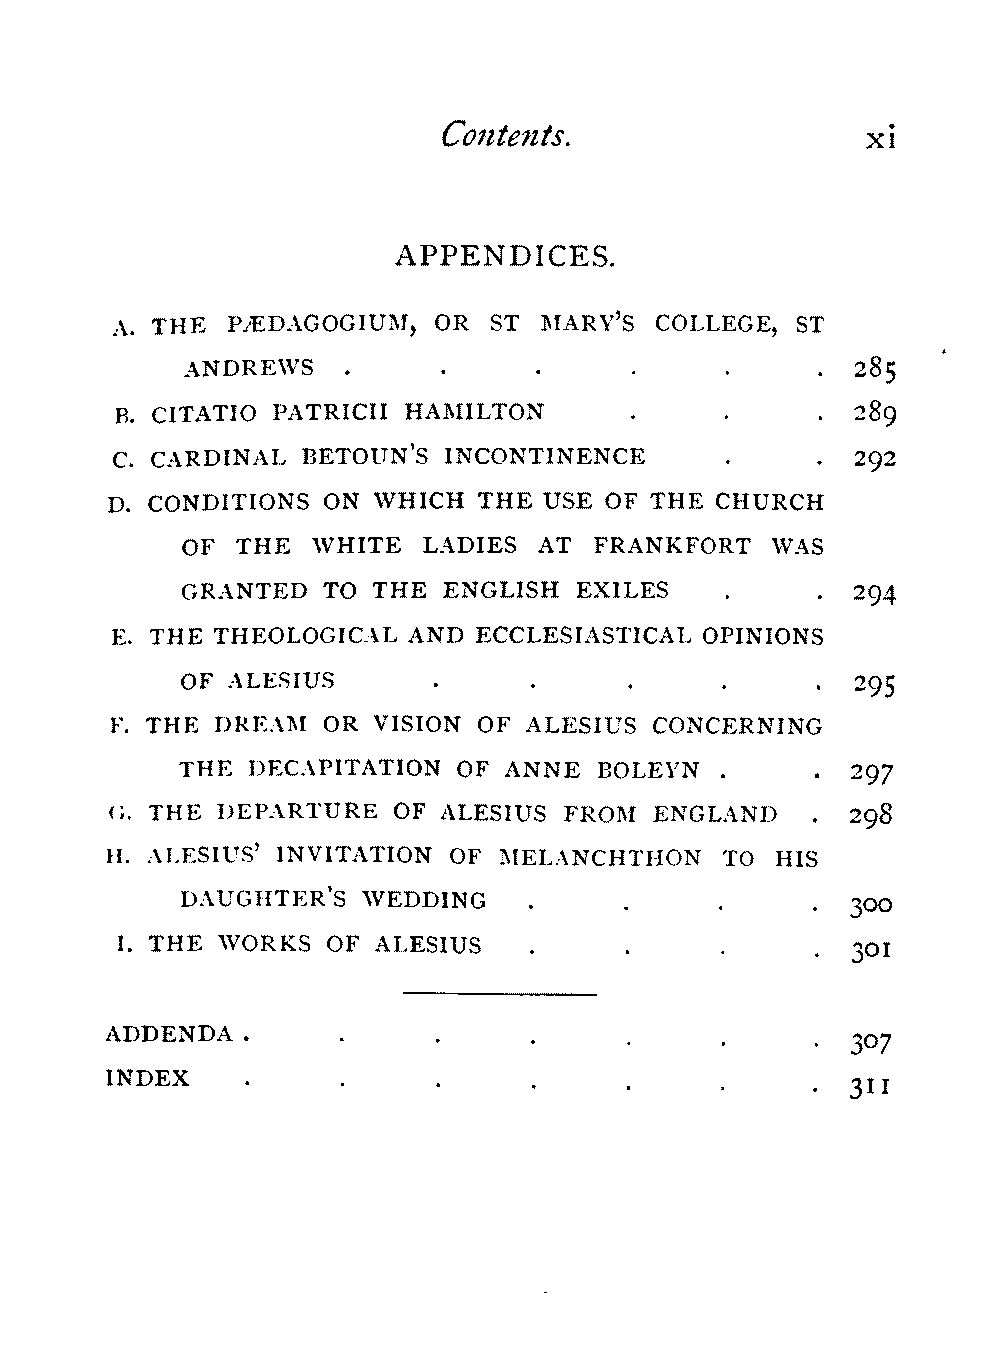 Contents. xi
APPENDICES.
A. THE PÆDAGOGIUM, OR ST MARY'S COLLEGE, ST
ANDREWS . . . . . . 285
B. CITATIO PATRICII HAMILTON . . . 289
C. CARDINAL BETOUN'S INCONTINENCE . . 292
D. CONDITIONS ON WHICH THE USE OF THE CHURCH
OF THE WHITE LADIES AT FRANKFORT WAS
GRANTED TO THE ENGLISH EXILES . . 294
E. THE THEOLOGICAL AND ECCLESIASTICAL OPINIONS
OF ALESIUS . . . . . 295
F. THE DREAM OR VISION OF ALESIUS CONCERNING
THE DECAPITATION OF ANNE BOLEYN . . 297
G. THE DEPARTURE OF ALESIUS FROM ENGLAND . 298
H. ALESIUS' INVITATION OF MELANCHTHON TO HIS
DAUGHTER'S WEDDING . . . . 300
I. THE WORKS OF ALESIUS . . . . 301
ADDENDA . . . . . . . 307
INDEX . . . . . . . 311